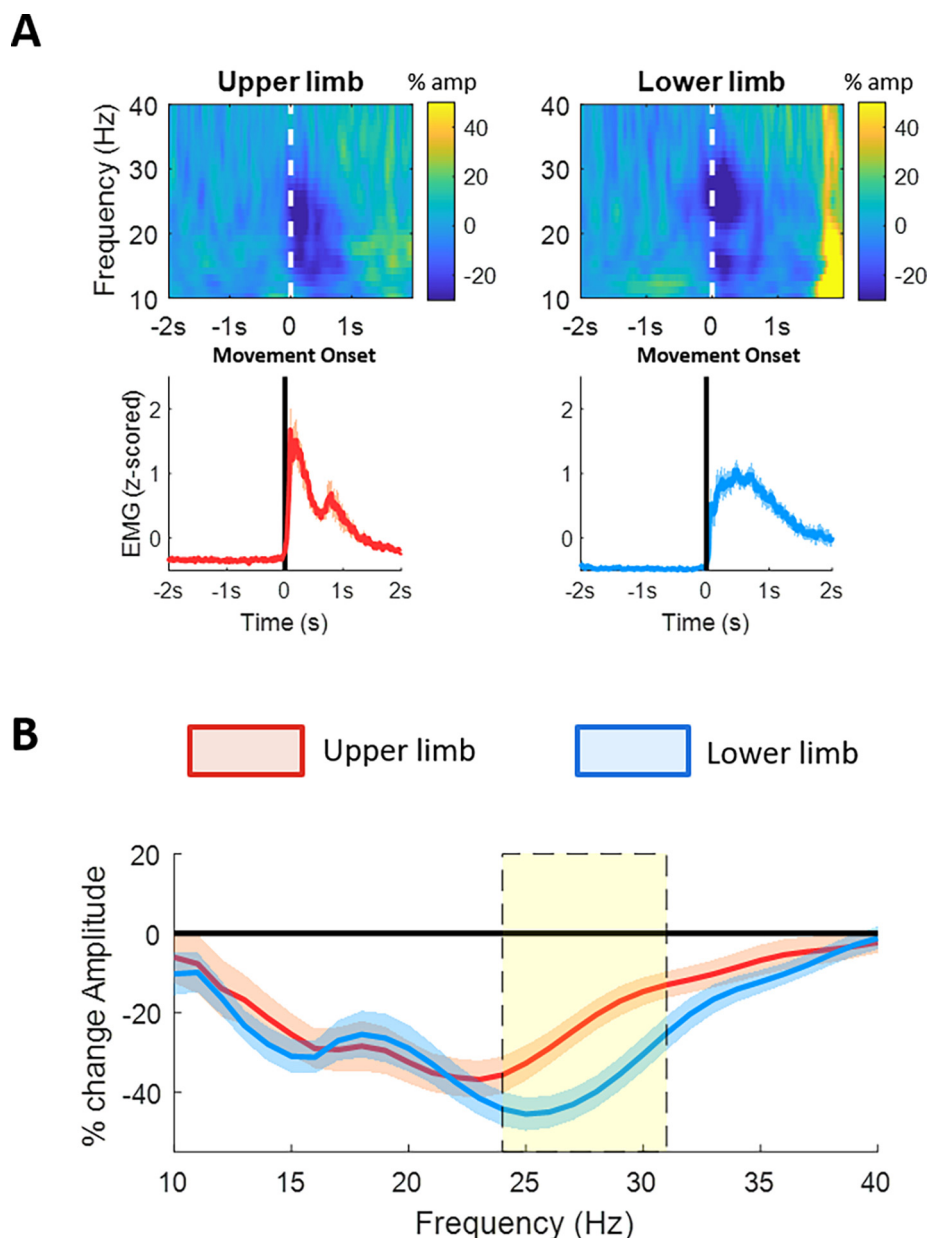 A
Upper limb
% amp
Lower limb
% amp
Frequency (Hz)
40
30
20
10
-2s
-1s
0
1s
40
20
0
-20
40
30
20
10
-2s
-1s
0
1s
40
20
0
-20
Movement Onset
Movement Onset
EMG (z-scored)
2
1
0
-2s
-1s
0
1s
2s
Time (s)
2
1
0
-2s
-1s
0
1s
2s
Time (s)
B
Upper limb
Lower limb
% change Amplitude
20
0
-20
-40
10
15
20
25
30
35
40
Frequency (Hz)